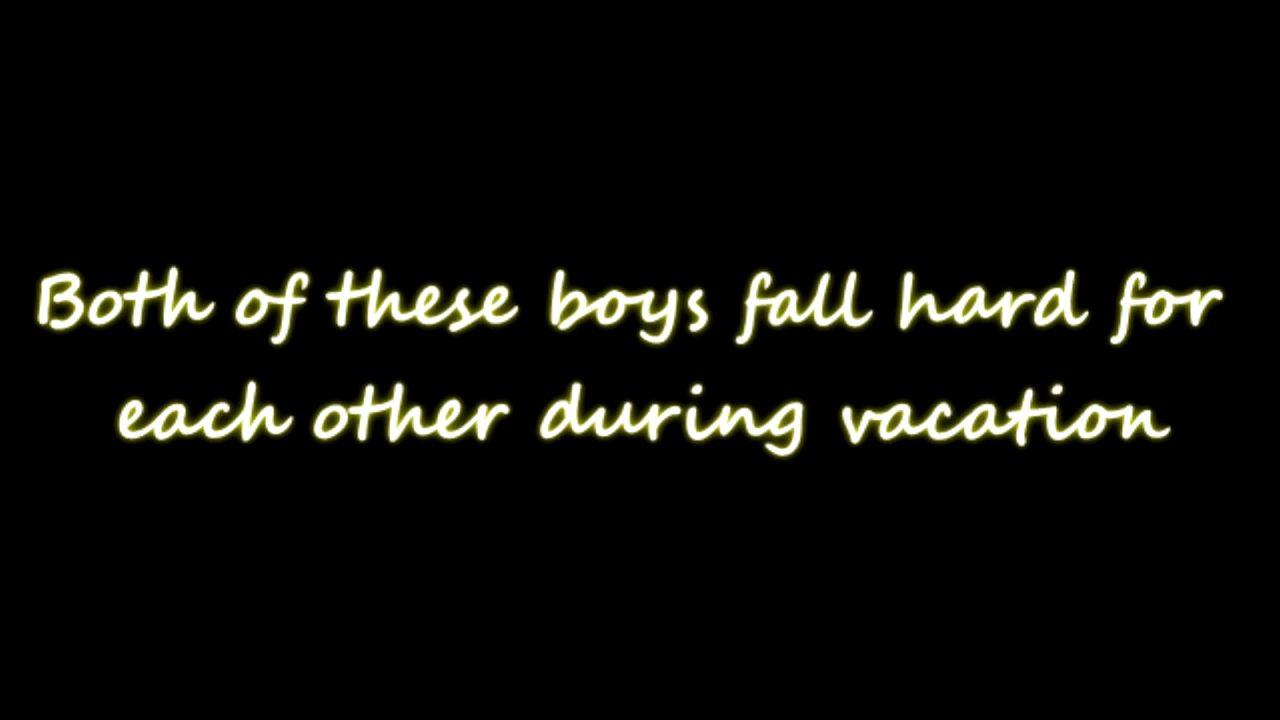 Both of these boys fall hard for
each other during vacation